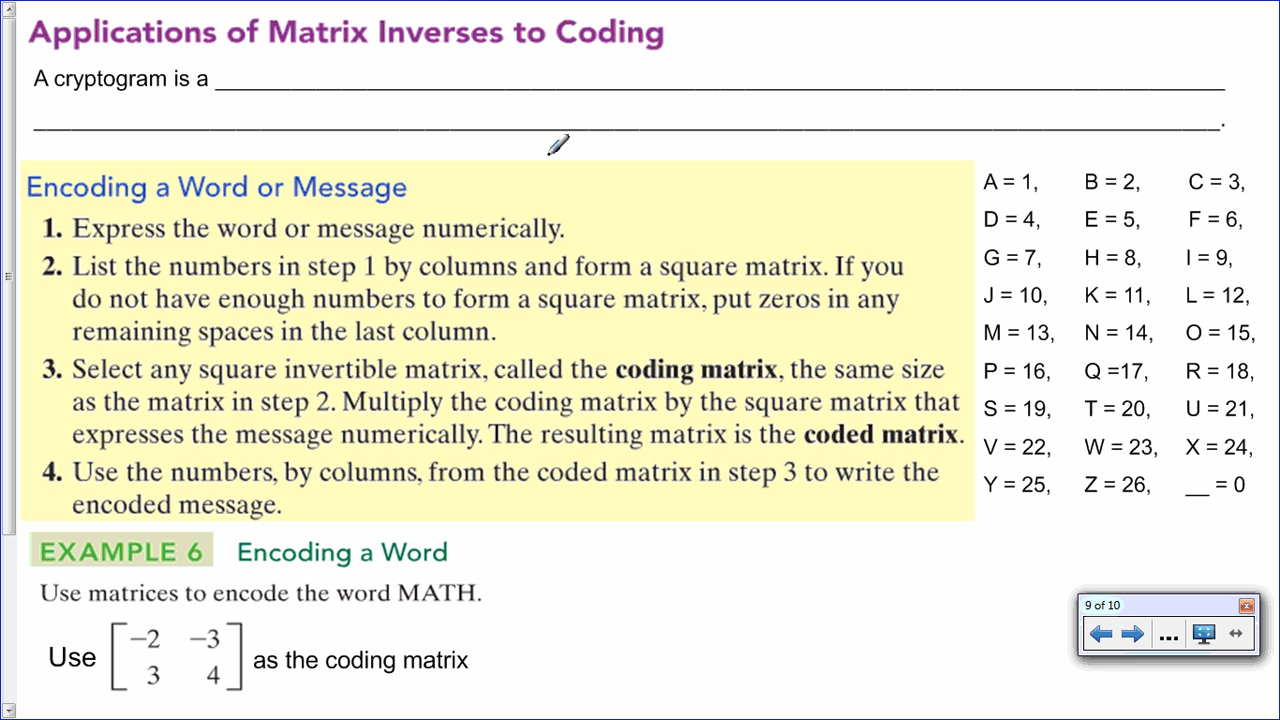 Applications of Matrix Inverses to Coding
A cryptogram is a ______________________________________________
______________________________________________.
Encoding a Word or Message
1. Express the word or message numerically.
2. List the numbers in step 1 by columns and form a square matrix. If you
do not have enough numbers to form a square matrix, put zeros in any
remaining spaces in the last column.
3. Select any square invertible matrix, called the coding matrix, the same size
as the matrix in step 2. Multiply the coding matrix by the square matrix that
expresses the message numerically. The resulting matrix is the coded matrix.
4. Use the numbers, by columns, from the coded matrix in step 3 to write the
encoded message.
A = 1, B = 2, C = 3,
D = 4, E = 5, F = 6,
G = 7, H = 8, I = 9,
J = 10, K = 11, L = 12,
M = 13, N = 14, O = 15,
P = 16, Q =17, R = 18,
S = 19, T = 20, U = 21,
V = 22, W = 23, X = 24,
Y = 25, Z = 26, __ = 0
EXAMPLE 6 Encoding a Word
Use matrices to encode the word MATH.
−2 −3
Use as the coding matrix
3 4
9 of 10
...